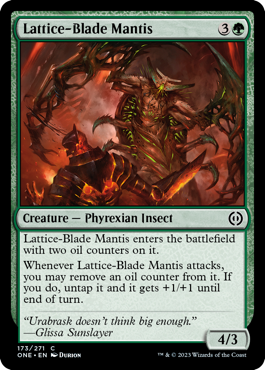 Lattice-Blade Mantis 3
Creature — Phyrexian Insect
Lattice-Blade Mantis enters the battlefield
with two oil counters on it.
Whenever Lattice-Blade Mantis attacks,
you may remove an oil counter from it. If
you do, untap it and it gets +1/+1 until
end of turn.
“Urabrask doesn’t think big enough.”
—Glissa Sunslayer
4/3
173/271 C
ONE • EN DURION
™ & © 2023 Wizards of the Coast